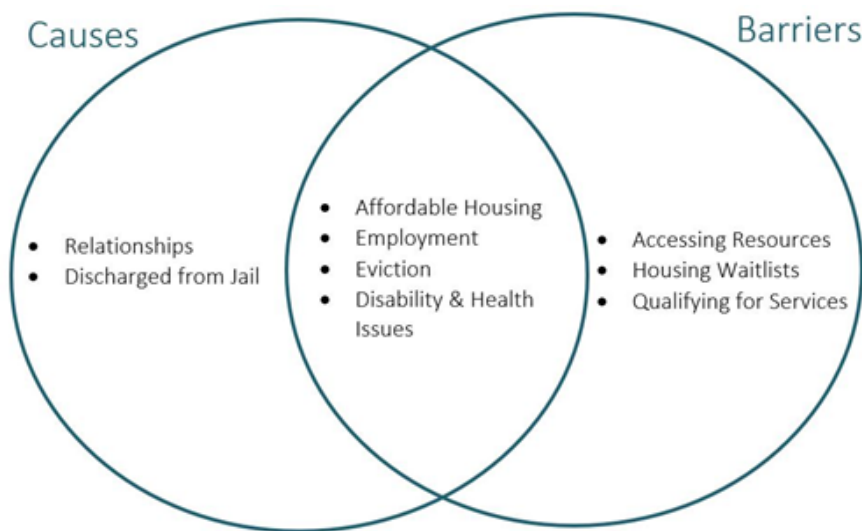 Causes
Barriers
• Relationships
• Discharged from Jail
• Affordable Housing
• Employment
• Eviction
• Disability & Health
Issues
• Accessing Resources
• Housing Waitlists
• Qualifying for Services